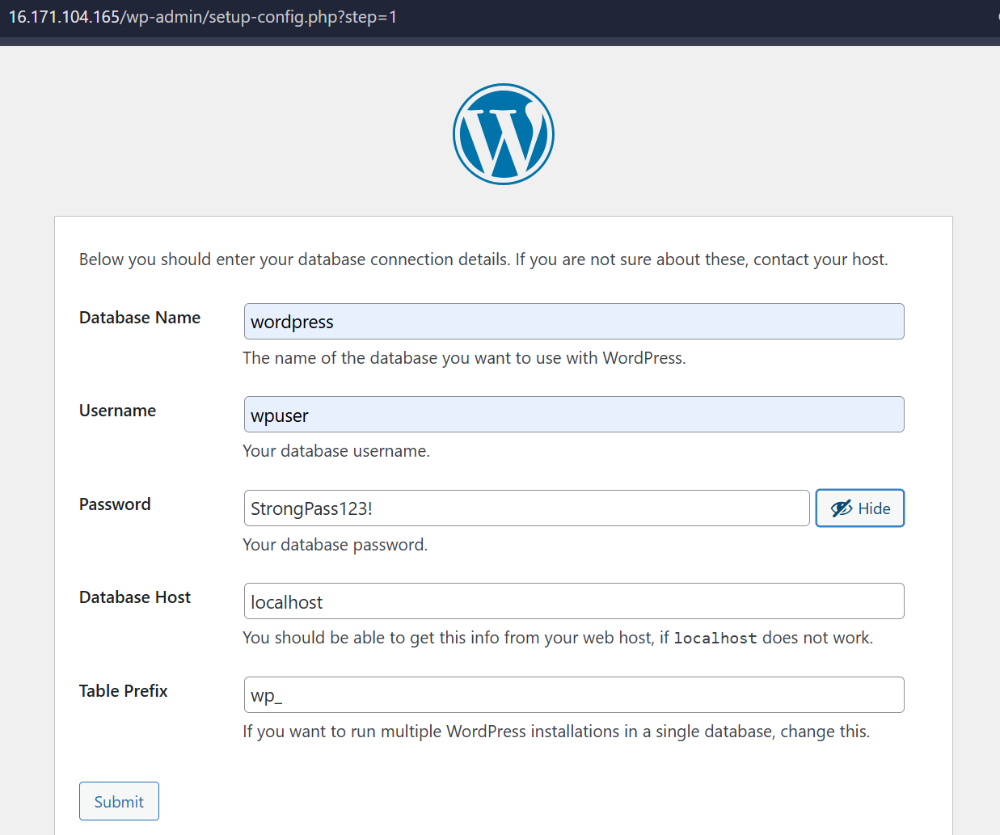 16.171.104.165/wp-admin/setup-config.php?step=1
Below you should enter your database connection details. If you are not sure about these, contact your host.
Database Name
wordpress
The name of the database you want to use with WordPress.
Username
wpuser
Your database username.
Password
StrongPass123!
Hide
Your database password.
Database Host
localhost
You should be able to get this info from your web host, if localhost does not work.
Table Prefix
wp_
If you want to run multiple WordPress installations in a single database, change this.
Submit